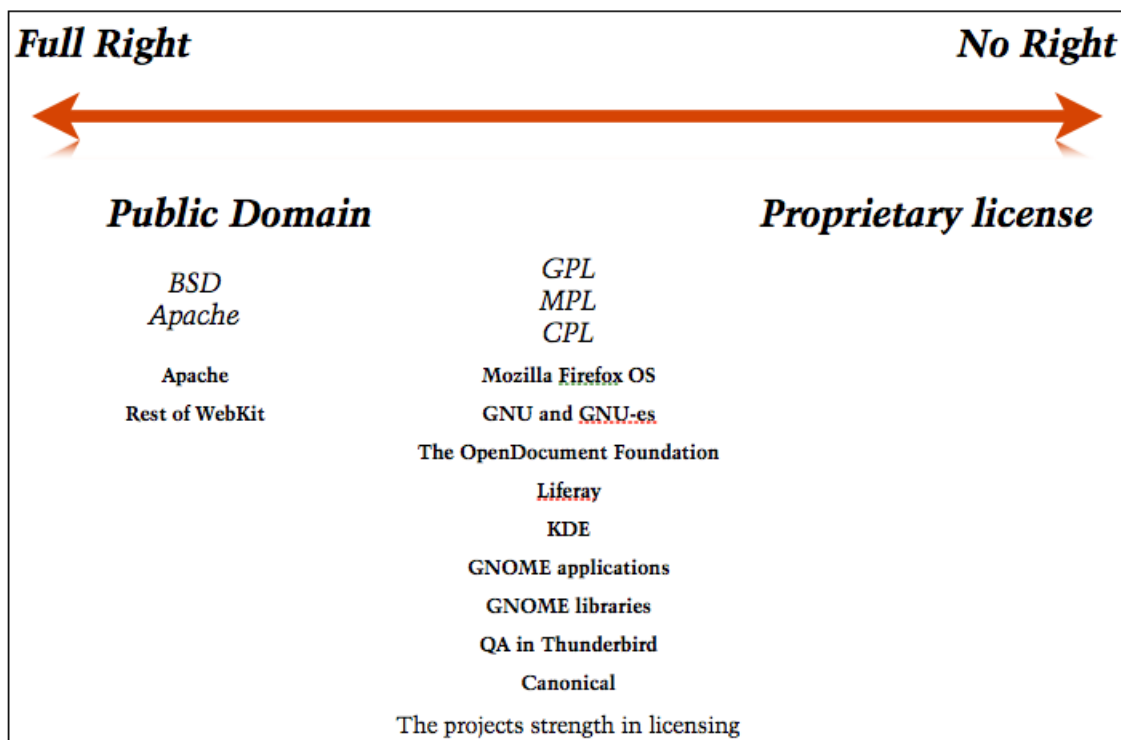 Full Right No Right
Public Domain Proprietary license
BSD
Apache
GPL
MPL
CPL
Apache
Rest of WebKit
Mozilla Firefox OS
GNU and GNU-es
The OpenDocument Foundation
Liferay
KDE
GNOME applications
GNOME libraries
QA in Thunderbird
Canonical
The projects strength in licensing